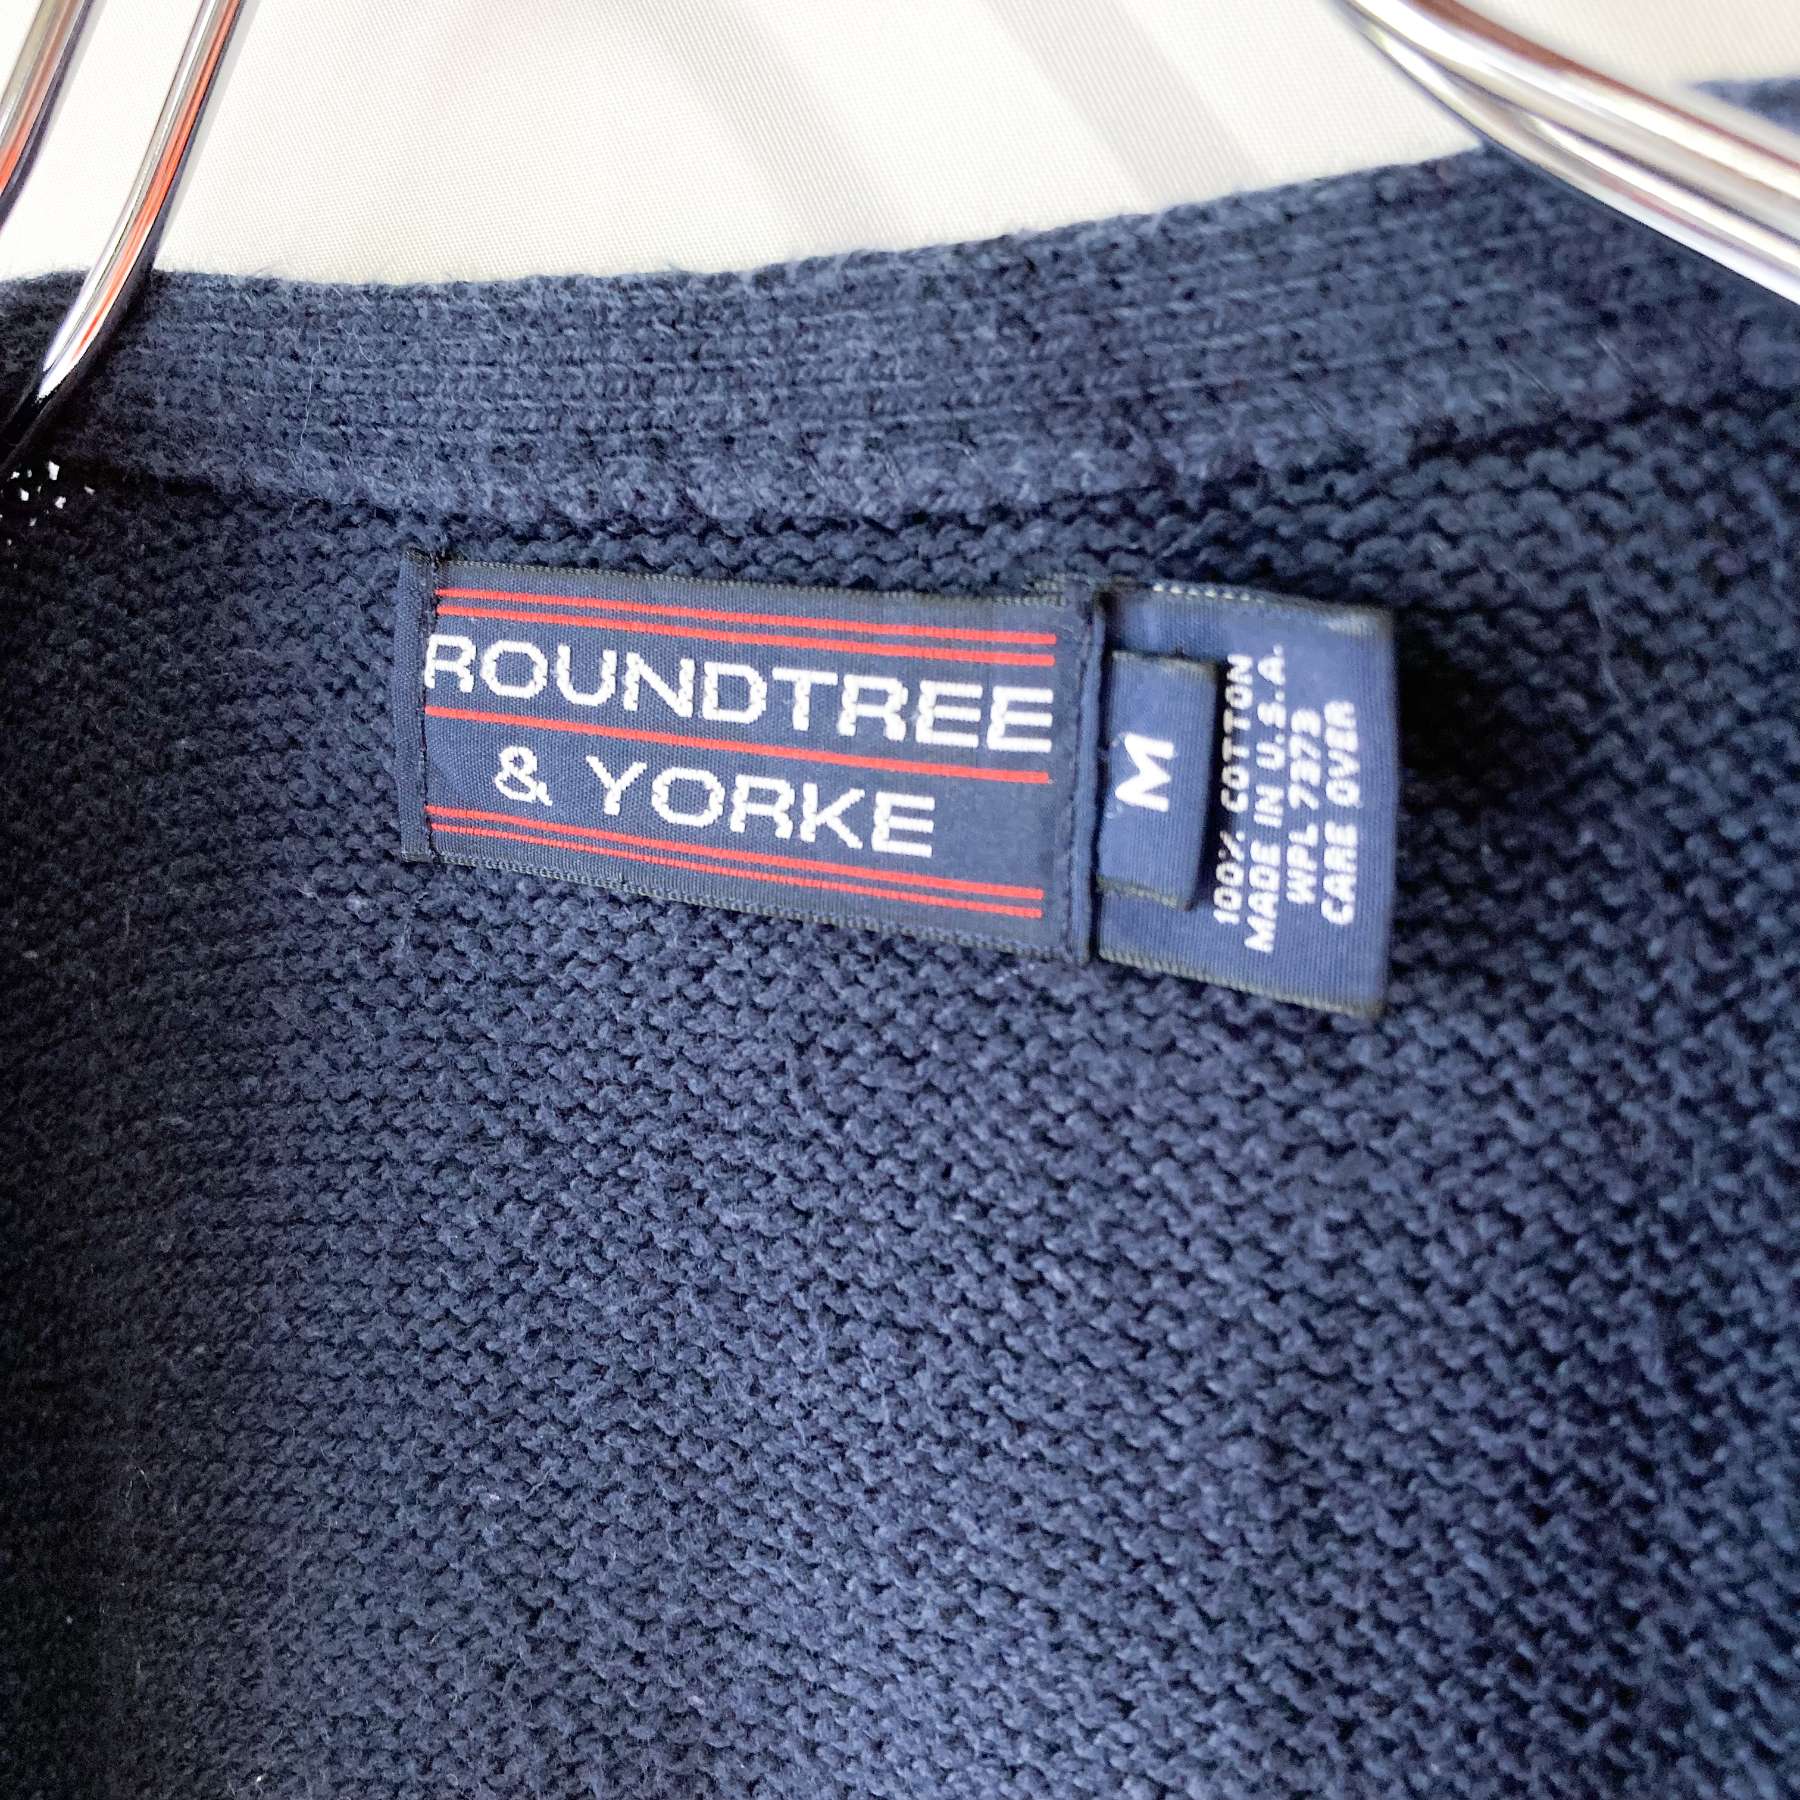 ROUNDTREE
& YORKE
M
100% COTTON
MADE IN U.S.A.
WPL 7373
CARE OVER